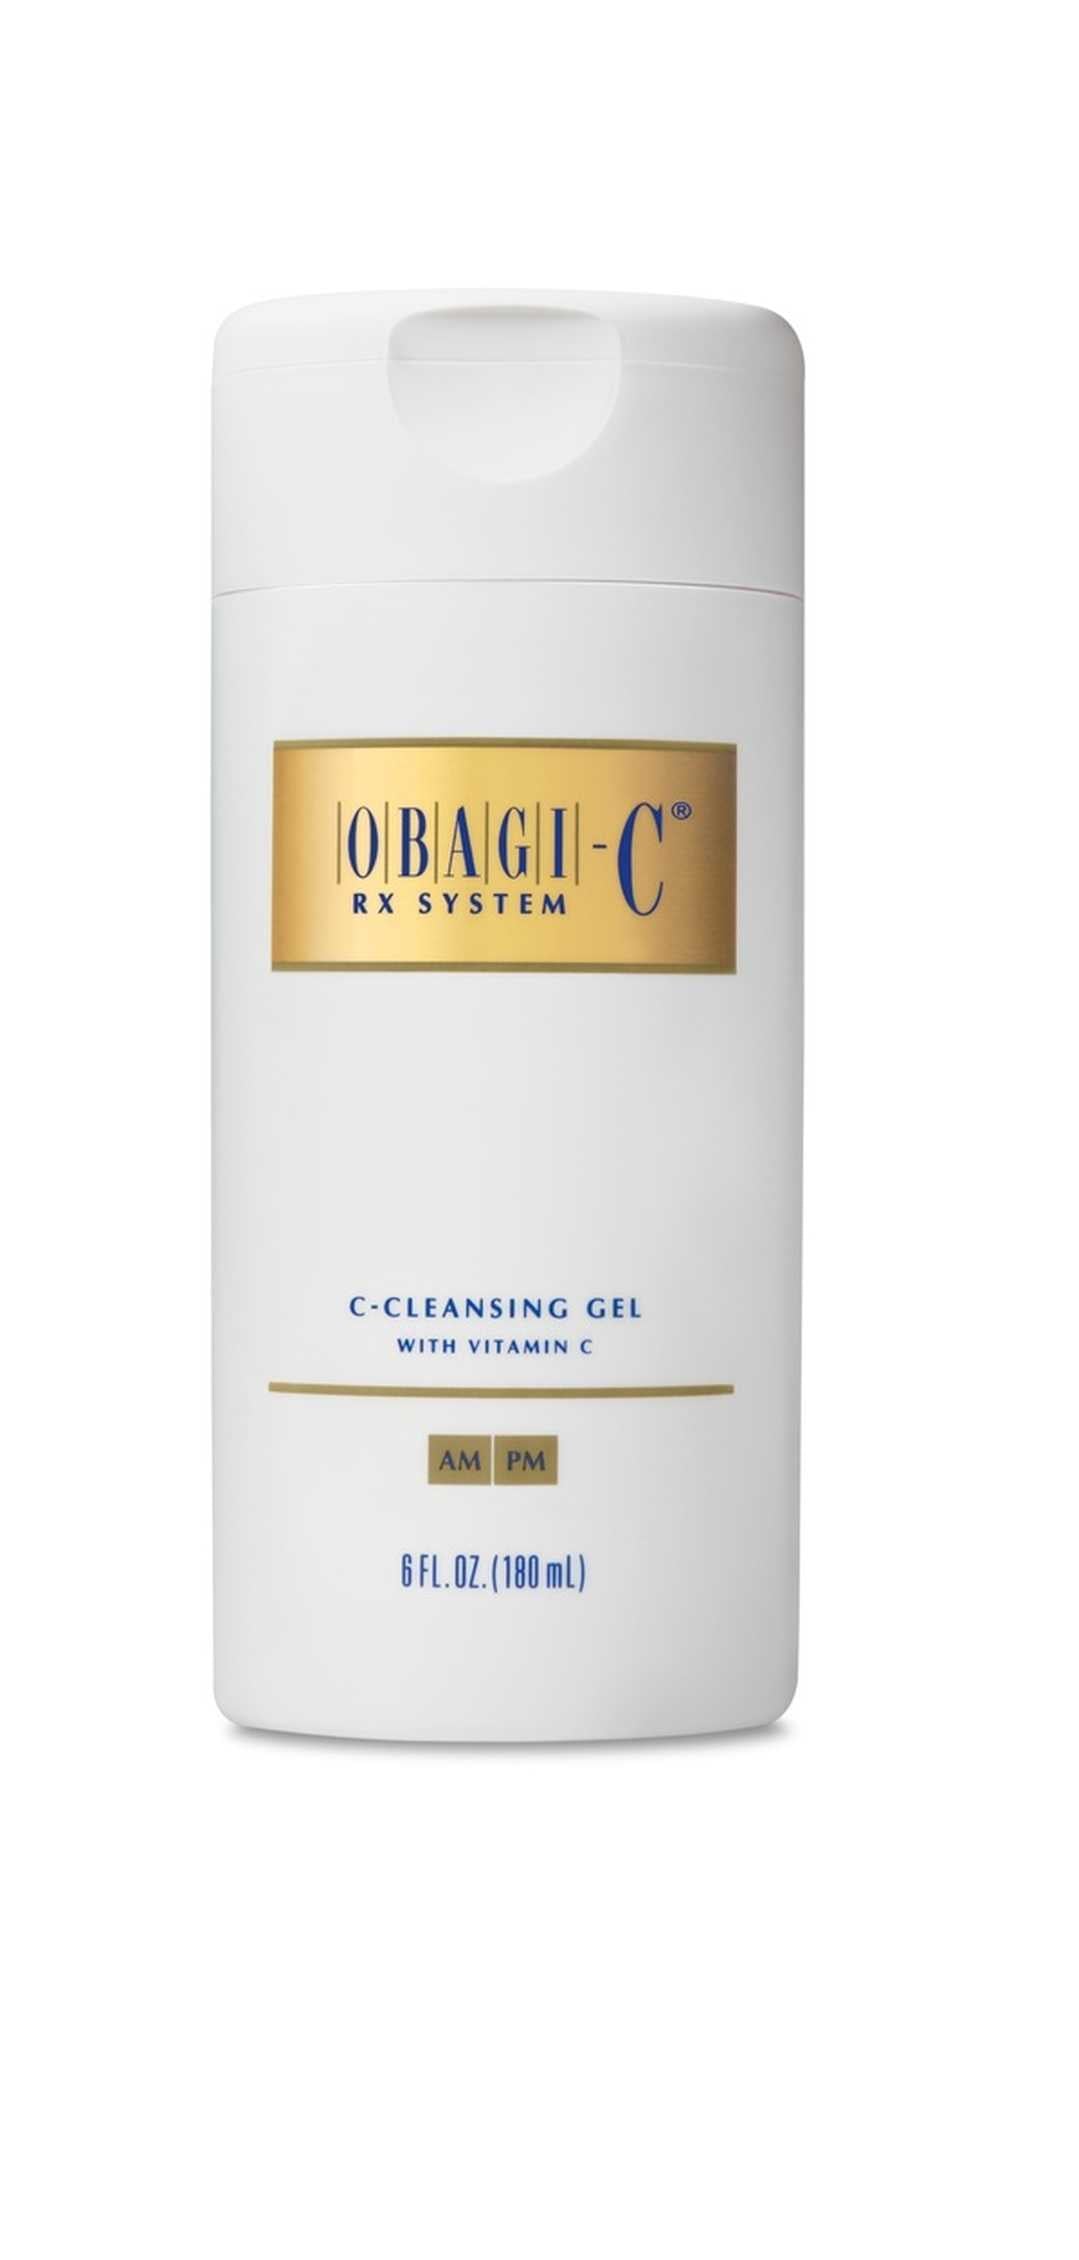 OBAGI-C®
RX SYSTEM
C-CLEANSING GEL
WITH VITAMIN C
AM PM
6 FL. OZ. (180 mL)